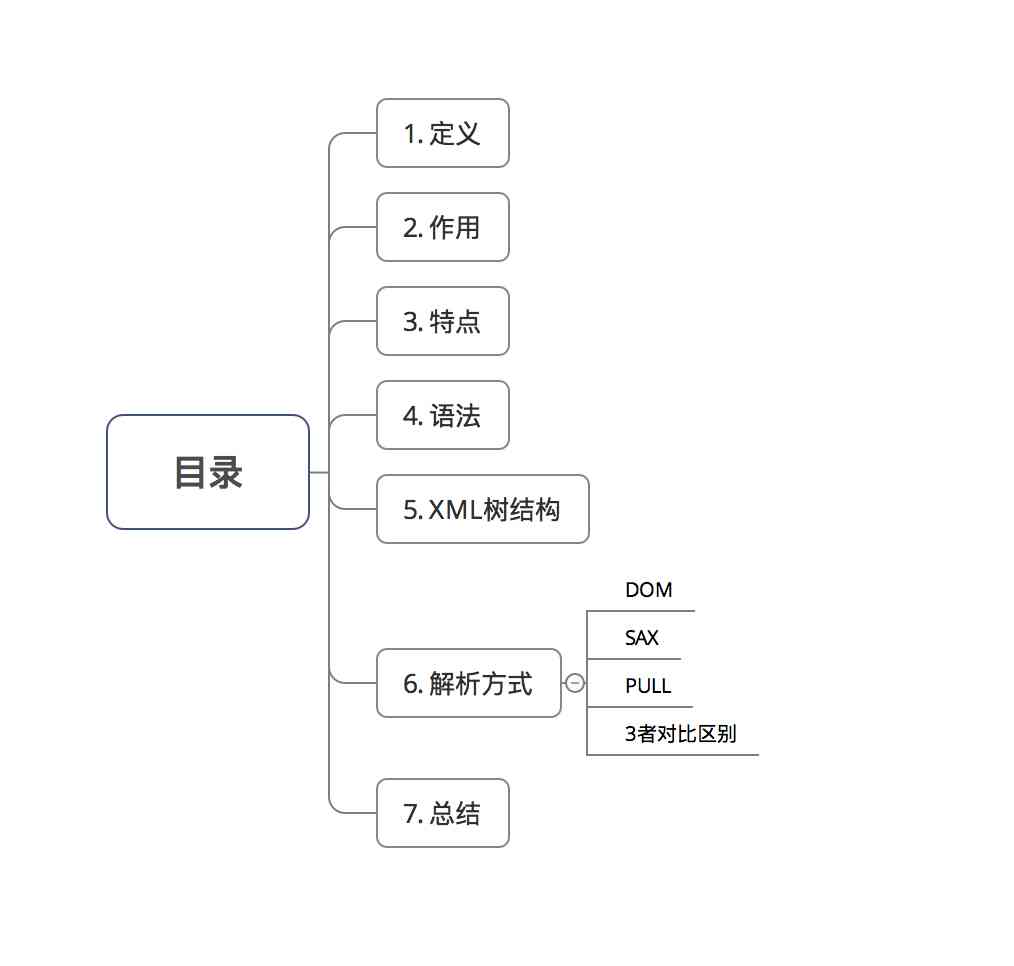 目录
1. 定义
2. 作用
3. 特点
4. 语法
5. XML树结构
6. 解析方式
DOM
SAX
PULL
3者对比区别
7. 总结